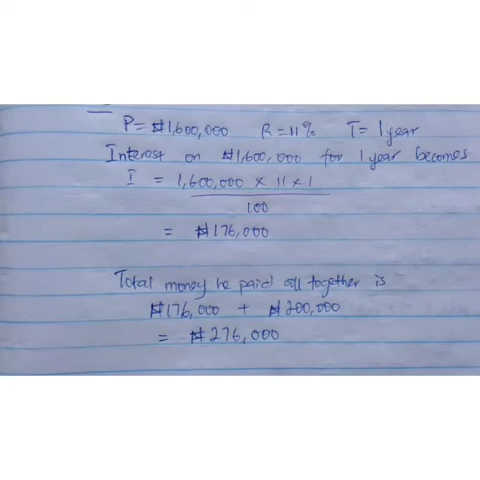 P= ₦1,600,000 R=11% T= 1 year
Interest on ₦1,600,000 for 1 year becomes
I = 1,600,000 × 11 × 1
100
= ₦176,000
Total money he paid all together is
₦176,000 + ₦200,000
= ₦276,000